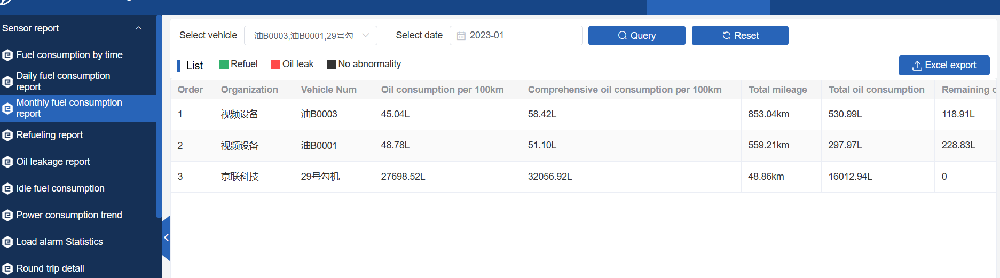 Sensor report
Fuel consumption by time
Daily fuel consumption
report
Monthly fuel consumption
report
Refueling report
Oil leakage report
Idle fuel consumption
Power consumption trend
Load alarm Statistics
Round trip detail
Select vehicle 油B0003,油B0001,29号勾 Select date 2023-01 Query Reset
List Refuel Oil leak No abnormality Excel export
Order Organization Vehicle Num Oil consumption per 100km Comprehensive oil consumption per 100km Total mileage Total oil consumption Remaining o
1 视频设备 油B0003 45.04L 58.42L 853.04km 530.99L 118.91L
2 视频设备 油B0001 48.78L 51.10L 559.21km 297.97L 228.83L
3 京联科技 29号勾机 27698.52L 32056.92L 48.86km 16012.94L 0